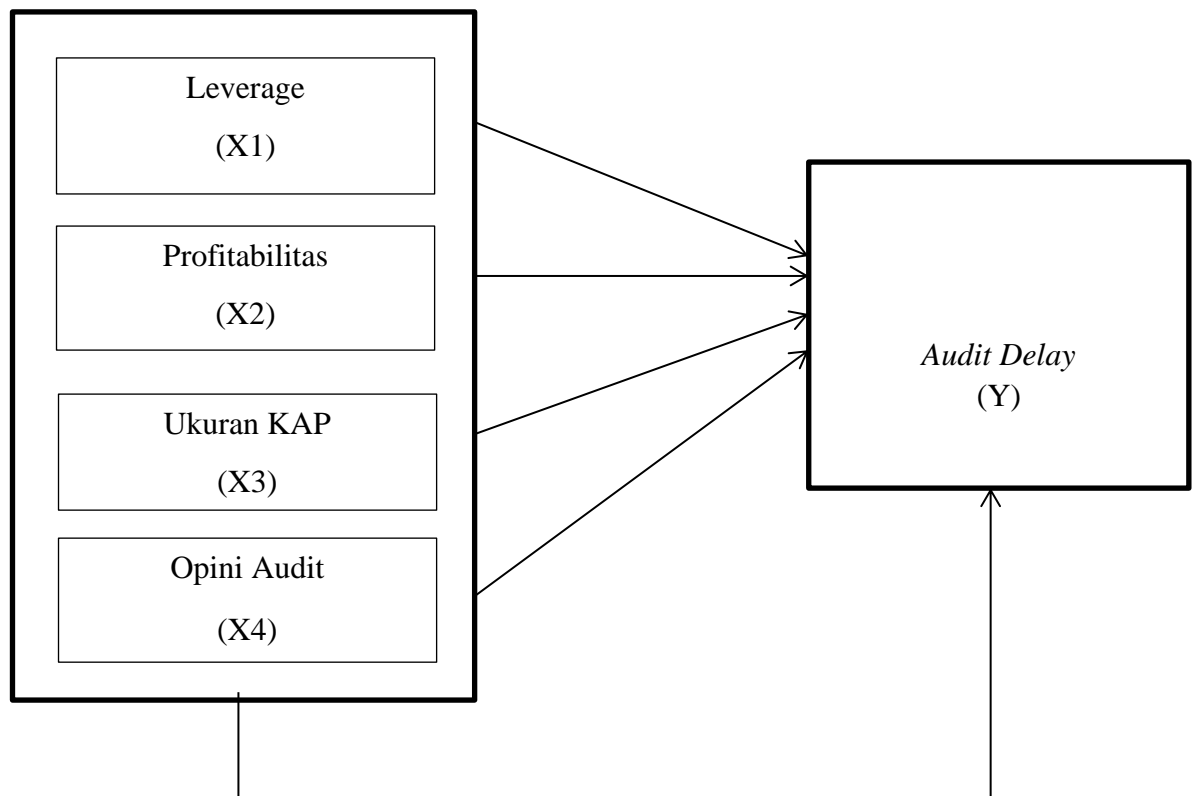 Leverage
(X1)
Profitabilitas
(X2)
Ukuran KAP
(X3)
Opini Audit
(X4)
Audit Delay
(Y)